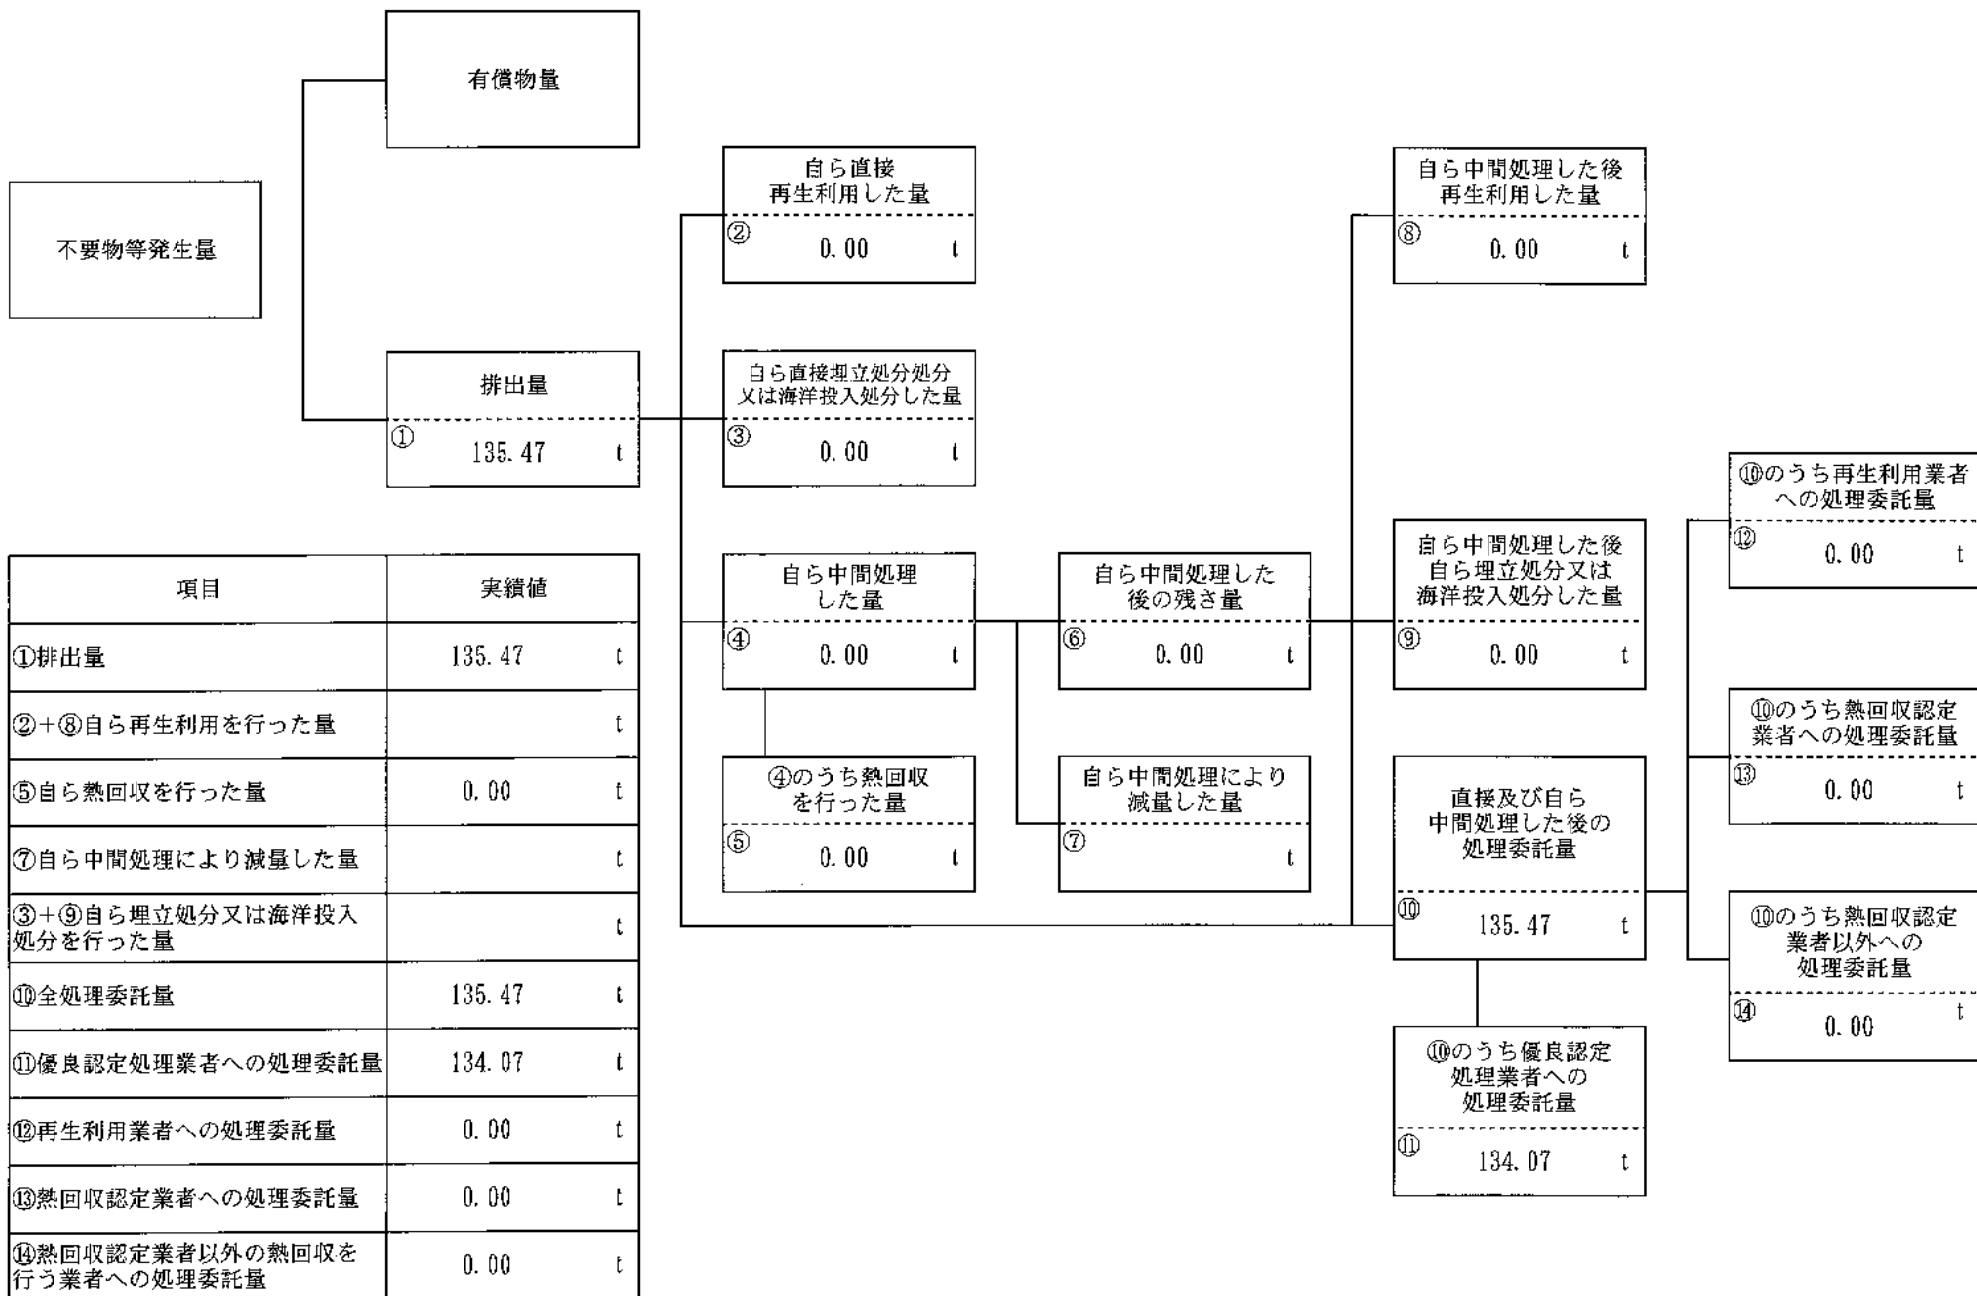 有償物量
不要物等発生量
排出量
① 135.47 t
自ら直接
再生利用した量
② 0.00 t
自ら直接埋立処分処分
又は海洋投入処分した量
③ 0.00 t
自ら中間処理
した量
④ 0.00 t
④のうち熱回収
を行った量
⑤ 0.00 t
自ら中間処理した
後の残さ量
⑥ 0.00 t
自ら中間処理により
減量した量
⑦ t
自ら中間処理した後
再生利用した量
⑧ 0.00 t
自ら中間処理した後
自ら埋立処分又は
海洋投入処分した量
⑨ 0.00 t
直接及び自ら
中間処理した後の
処理委託量
⑩ 135.47 t
⑩のうち優良認定
処理業者への
処理委託量
⑪ 134.07 t
⑩のうち再生利用業者
への処理委託量
⑫ 0.00 t
⑩のうち熱回収認定
業者への処理委託量
⑬ 0.00 t
⑩のうち熱回収認定
業者以外への
処理委託量
⑭ 0.00 t
項目 実績値
①排出量 135.47 t
②+⑧自ら再生利用を行った量 t
⑤自ら熱回収を行った量 0.00 t
⑦自ら中間処理により減量した量 t
③+⑨自ら埋立処分又は海洋投入
処分を行った量 t
⑩全処理委託量 135.47 t
⑪優良認定処理業者への処理委託量 134.07 t
⑫再生利用業者への処理委託量 0.00 t
⑬熱回収認定業者への処理委託量 0.00 t
⑭熱回収認定業者以外の熱回収を
行う業者への処理委託量 0.00 t